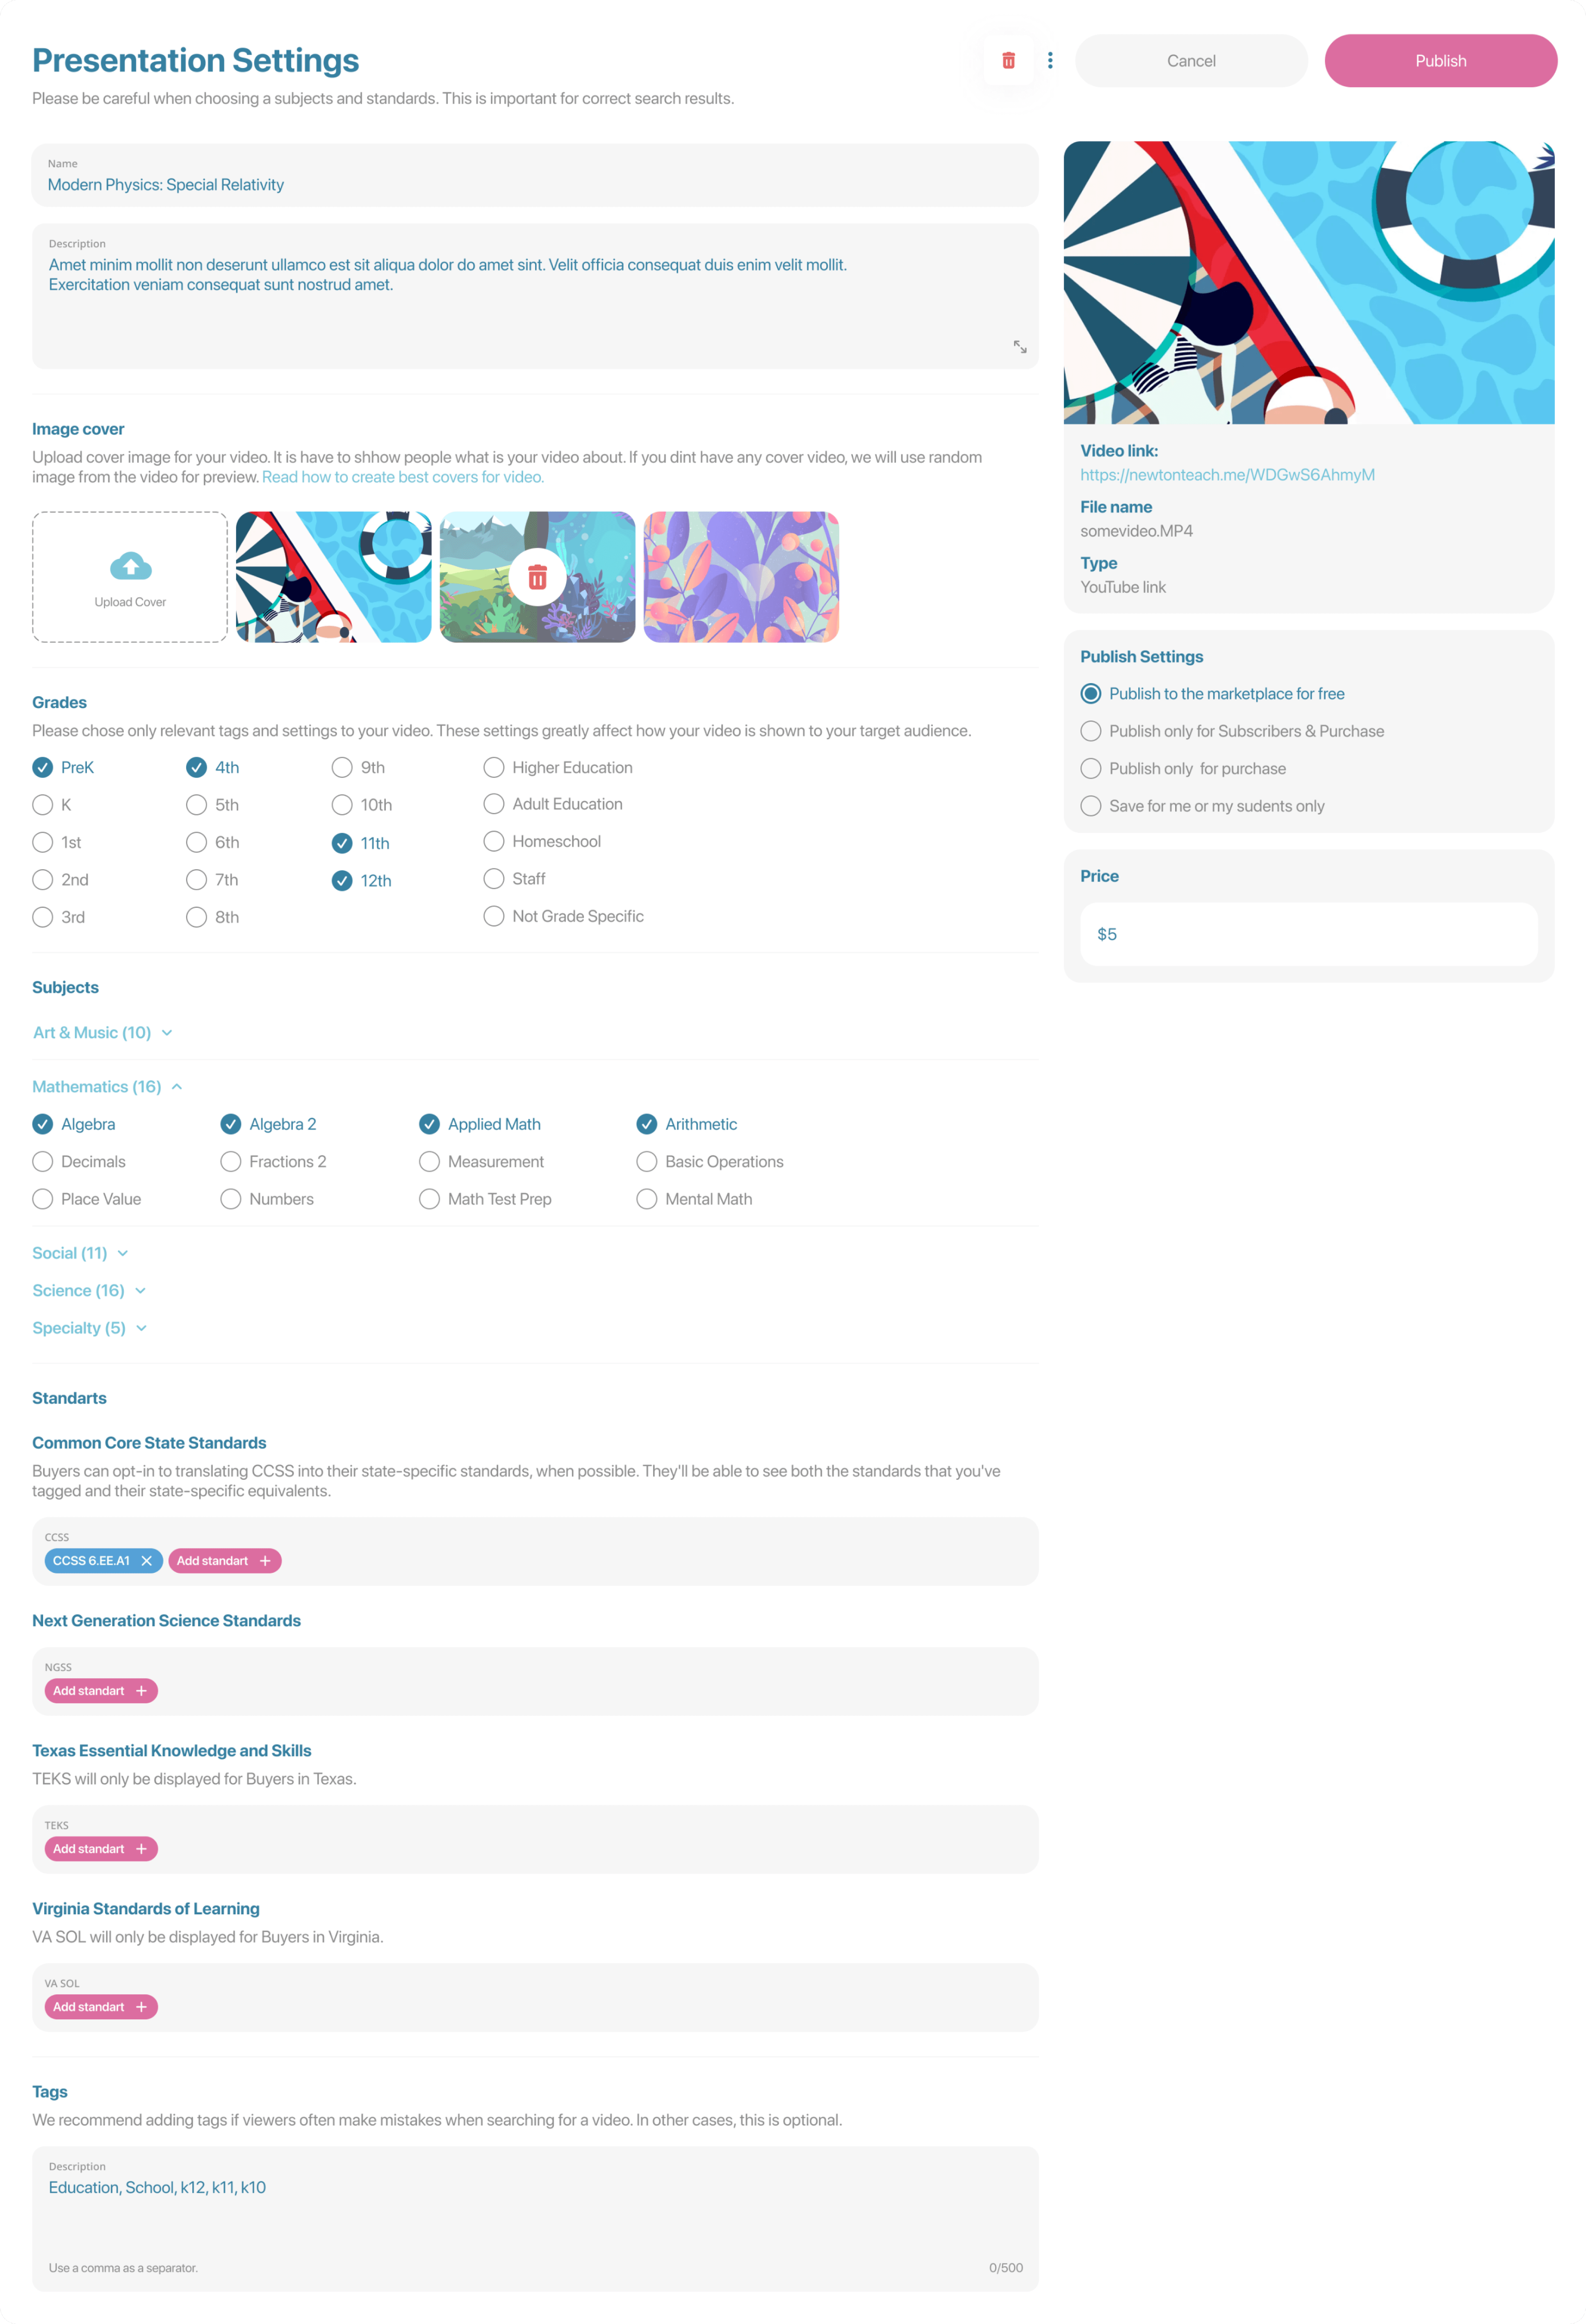 Presentation Settings
Cancel
Publish
Please be careful when choosing a subjects and standards. This is important for correct search results.
Name
Modern Physics: Special Relativity
Description
Amet minim mollit non deserunt ullamco est sit aliqua dolor do amet sint. Velit officia consequat duis enim velit mollit.
Exercitation veniam consequat sunt nostrud amet.
Image cover
Upload cover image for your video. It is have to shhow people what is your video about. If you dint have any cover video, we will use random
image from the video for preview. Read how to create best covers for video.
Upload Cover
Grades
Please chose only relevant tags and settings to your video. These settings greatly affect how your video is shown to your target audience.
PreK
4th
9th
Higher Education
K
5th
10th
Adult Education
1st
6th
11th
Homeschool
2nd
7th
12th
Staff
3rd
8th
Not Grade Specific
Subjects
Art & Music (10)
Mathematics (16)
Algebra
Algebra 2
Applied Math
Arithmetic
Decimals
Fractions 2
Measurement
Basic Operations
Place Value
Numbers
Math Test Prep
Mental Math
Social (11)
Science (16)
Specialty (5)
Standarts
Common Core State Standards
Buyers can opt-in to translating CCSS into their state-specific standards, when possible. They'll be able to see both the standards that you've
tagged and their state-specific equivalents.
CCSS
CCSS 6.EE.A1
Add standart
Next Generation Science Standards
NGSS
Add standart
Texas Essential Knowledge and Skills
TEKS will only be displayed for Buyers in Texas.
TEKS
Add standart
Virginia Standards of Learning
VA SOL will only be displayed for Buyers in Virginia.
VA SOL
Add standart
Tags
We recommend adding tags if viewers often make mistakes when searching for a video. In other cases, this is optional.
Description
Education, School, k12, k11, k10
Use a comma as a separator.
0/500
Video link:
https://newtonteach.me/WDGwS6AhmyM
File name
somevideo.MP4
Type
YouTube link
Publish Settings
Publish to the marketplace for free
Publish only for Subscribers & Purchase
Publish only for purchase
Save for me or my sudents only
Price
$5